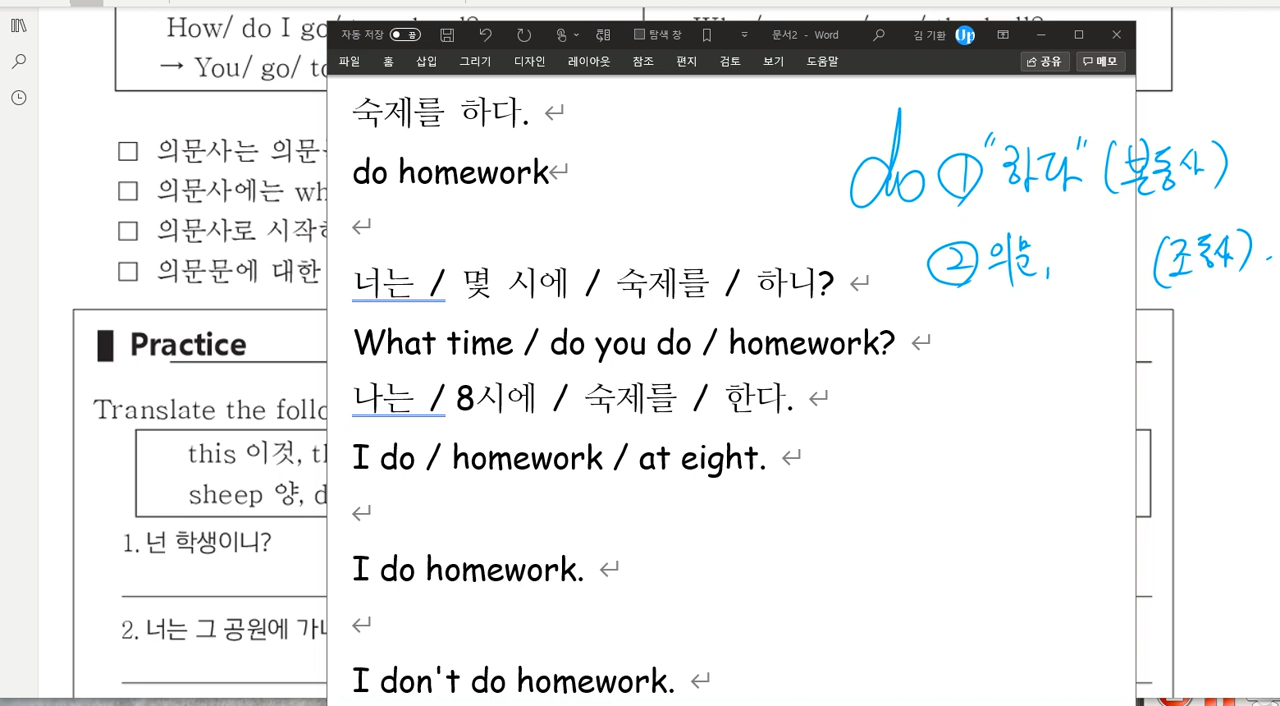 How/ do I go/
→ You/ go/ to
자동 저장 끔 탐색 창 문서2 - Word 김 기환 Up
파일 홈 삽입 그리기 디자인 레이아웃 참조 편지 검토 보기 도움말 공유 메모
숙제를 하다.
do homework
do ① "하다" (본동사)
② 의문, (조동사).
너는 / 몇 시에 / 숙제를 / 하니?
What time / do you do / homework?
나는 / 8시에 / 숙제를 / 한다.
I do / homework / at eight.
I do homework.
I don't do homework.
□ 의문사는 의문
□ 의문사에는 wh
□ 의문사로 시작하
□ 의문문에 대한
Practice
Translate the follo
this 이것, th
sheep 양, d
1. 넌 학생이니?
2. 너는 그 공원에 가니